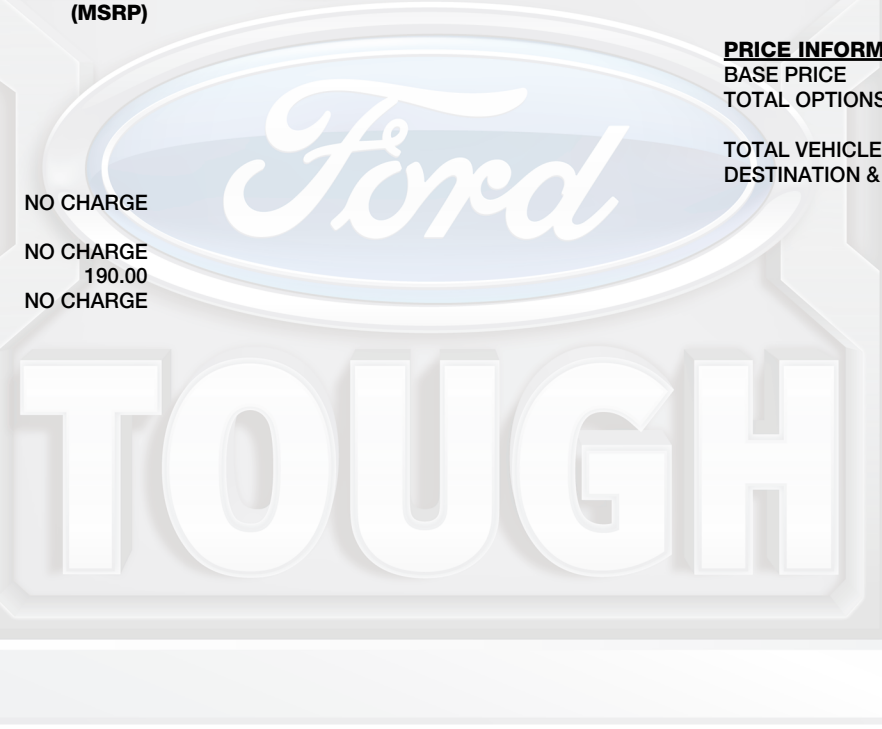 (MSRP)
PRICE INFORM
BASE PRICE
TOTAL OPTIONS
TOTAL VEHICLE
DESTINATION &
NO CHARGE
NO CHARGE
190.00
NO CHARGE
Ford
TOUGH